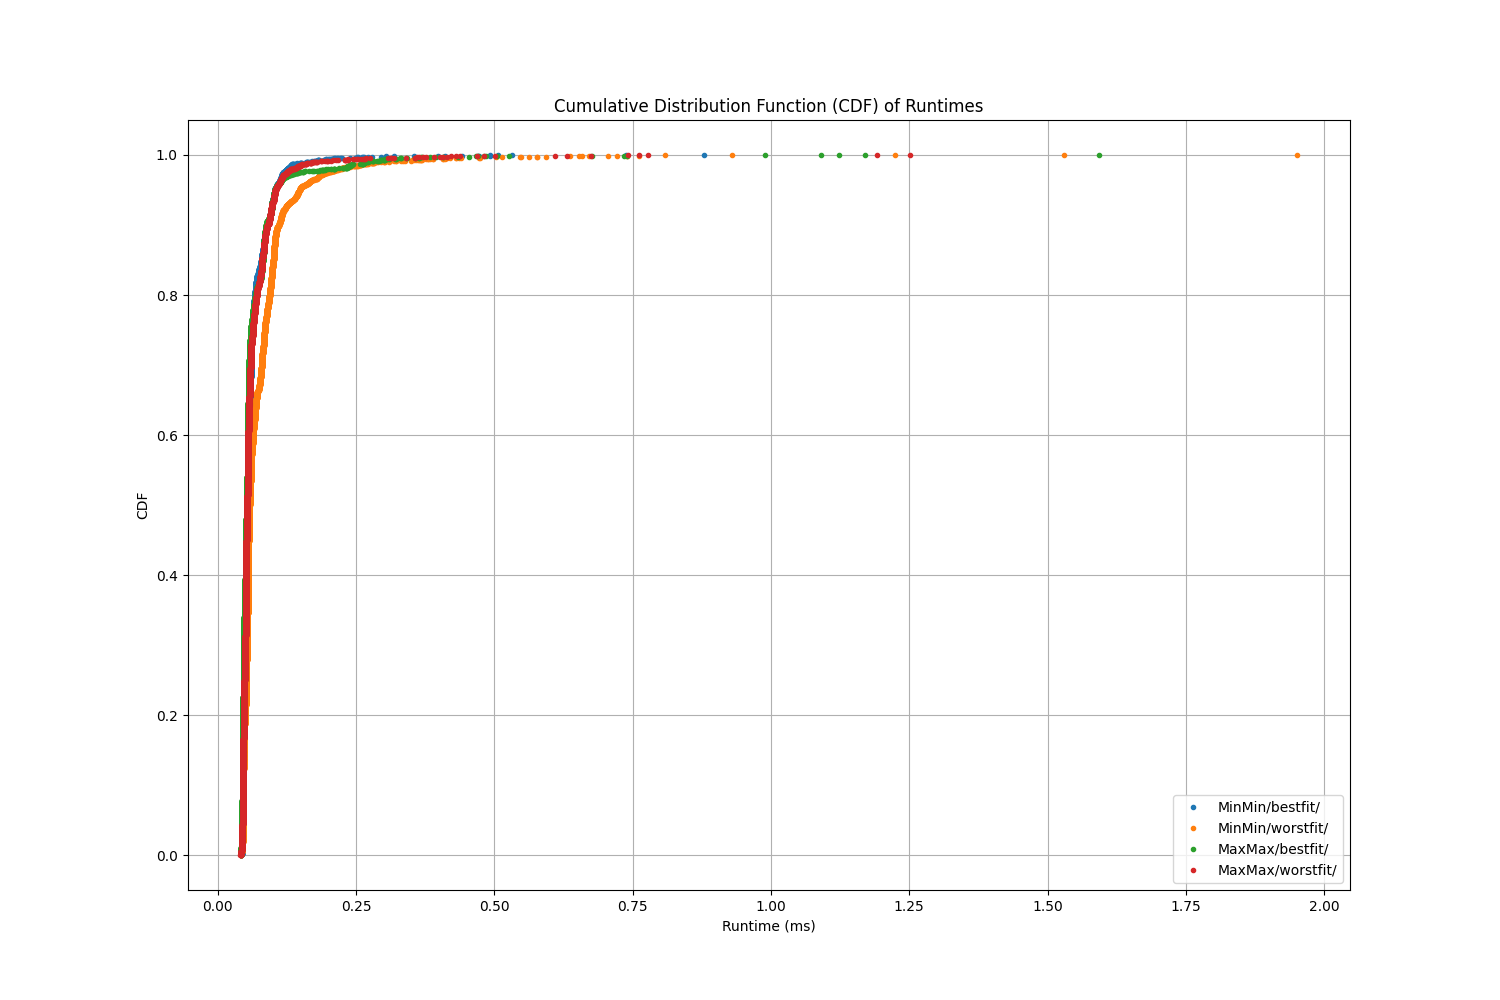 Cumulative Distribution Function (CDF) of Runtimes
1.0
0.8
0.6
0.4
0.2
0.0
CDF
0.00 0.25 0.50 0.75 1.00 1.25 1.50 1.75 2.00
Runtime (ms)
MinMin/bestfit/
MinMin/worstfit/
MaxMax/bestfit/
MaxMax/worstfit/